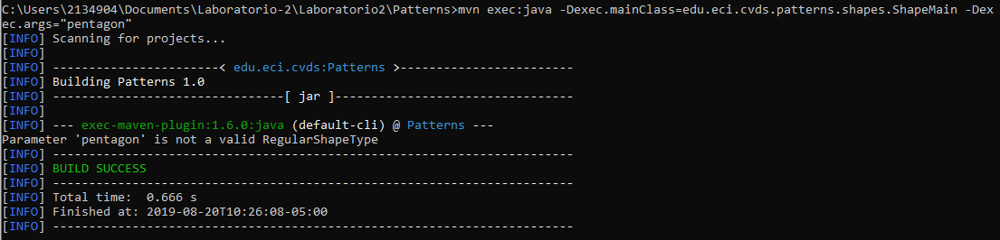 C:\Users\2134904\Documents\Laboratorio-2\Laboratorio2\Patterns>mvn exec:java -Dexec.mainClass=edu.eci.cvds.patterns.shapes.ShapeMain -Dex
ec.args="pentagon"
[INFO] Scanning for projects...
[INFO]
[INFO] -----------------------< edu.eci.cvds:Patterns >------------------------
[INFO] Building Patterns 1.0
[INFO] --------------------------------[ jar ]---------------------------------
[INFO]
[INFO] --- exec-maven-plugin:1.6.0:java (default-cli) @ Patterns ---
Parameter 'pentagon' is not a valid RegularShapeType
[INFO] ------------------------------------------------------------------------
[INFO] BUILD SUCCESS
[INFO] ------------------------------------------------------------------------
[INFO] Total time:  0.666 s
[INFO] Finished at: 2019-08-20T10:26:08-05:00
[INFO] ------------------------------------------------------------------------